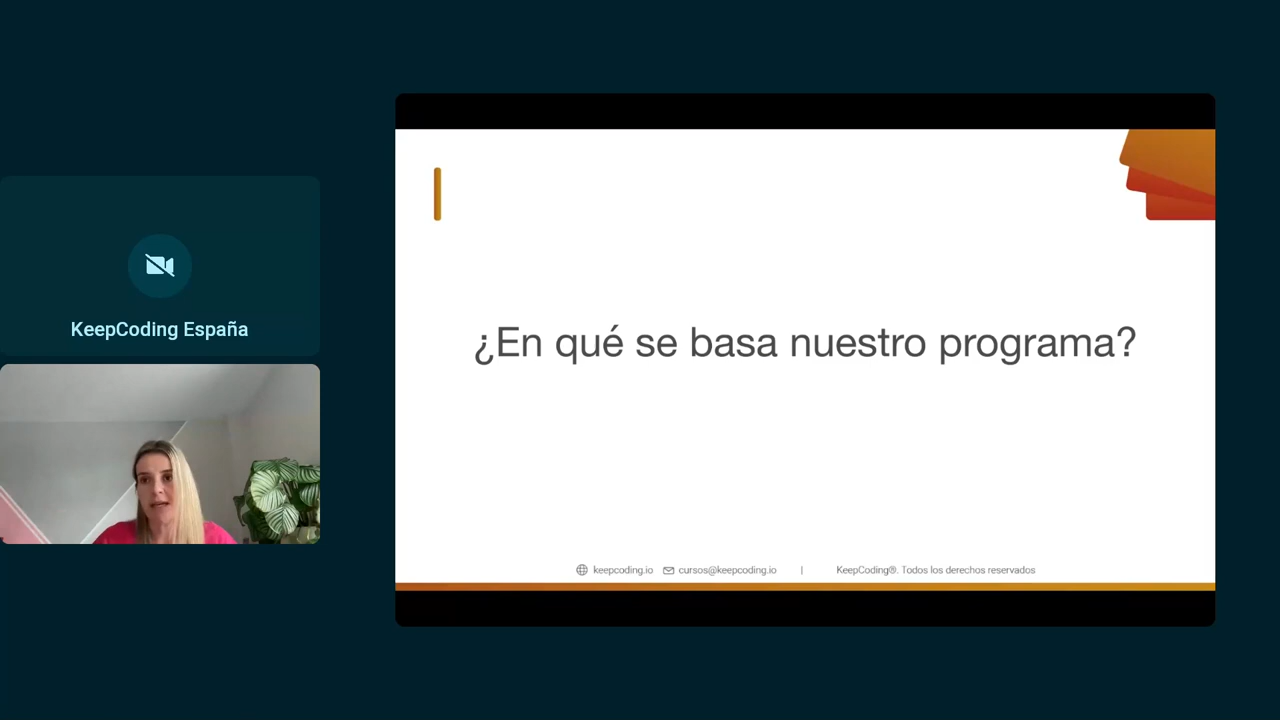 KeepCoding España
¿En qué se basa nuestro programa?
keepcoding.io cursos@keepcoding.io | KeepCoding®. Todos los derechos reservados